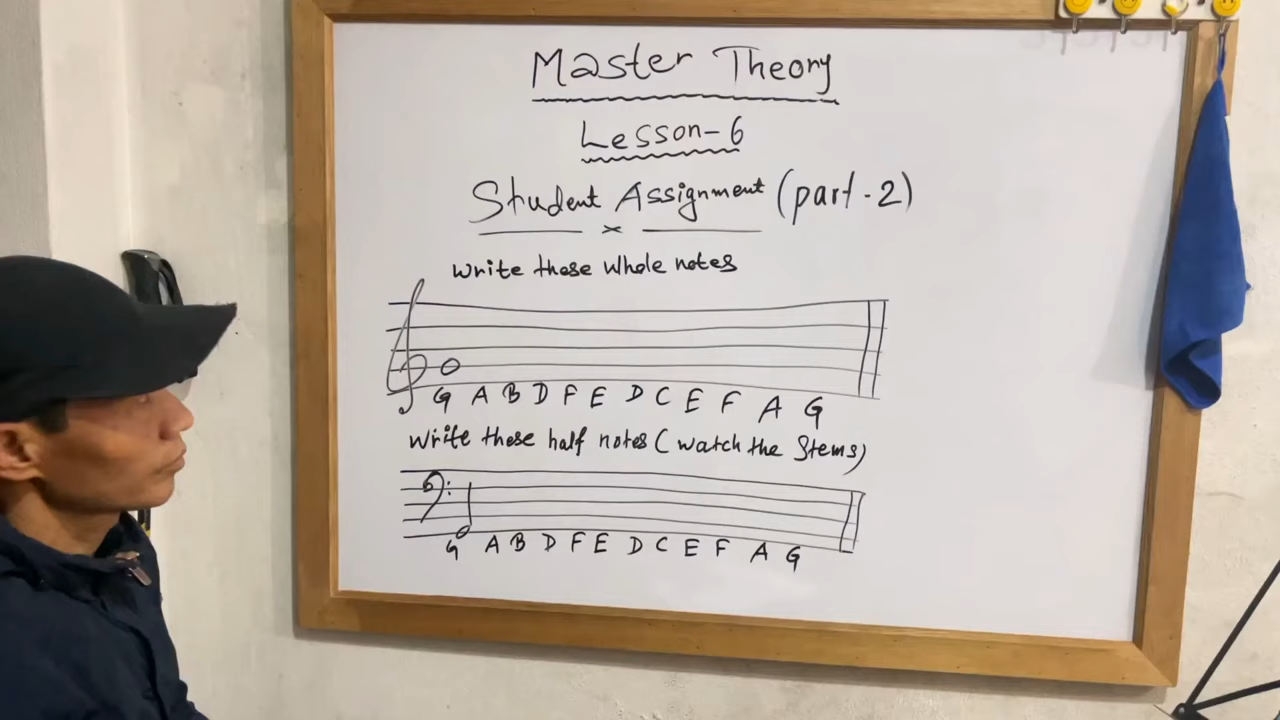 Master Theory
Lesson-6
Student Assignment (part-2)
write these whole notes
G A B D F E D C E F A G
write these half notes (watch the stems)
G A B D F E D C E F A G